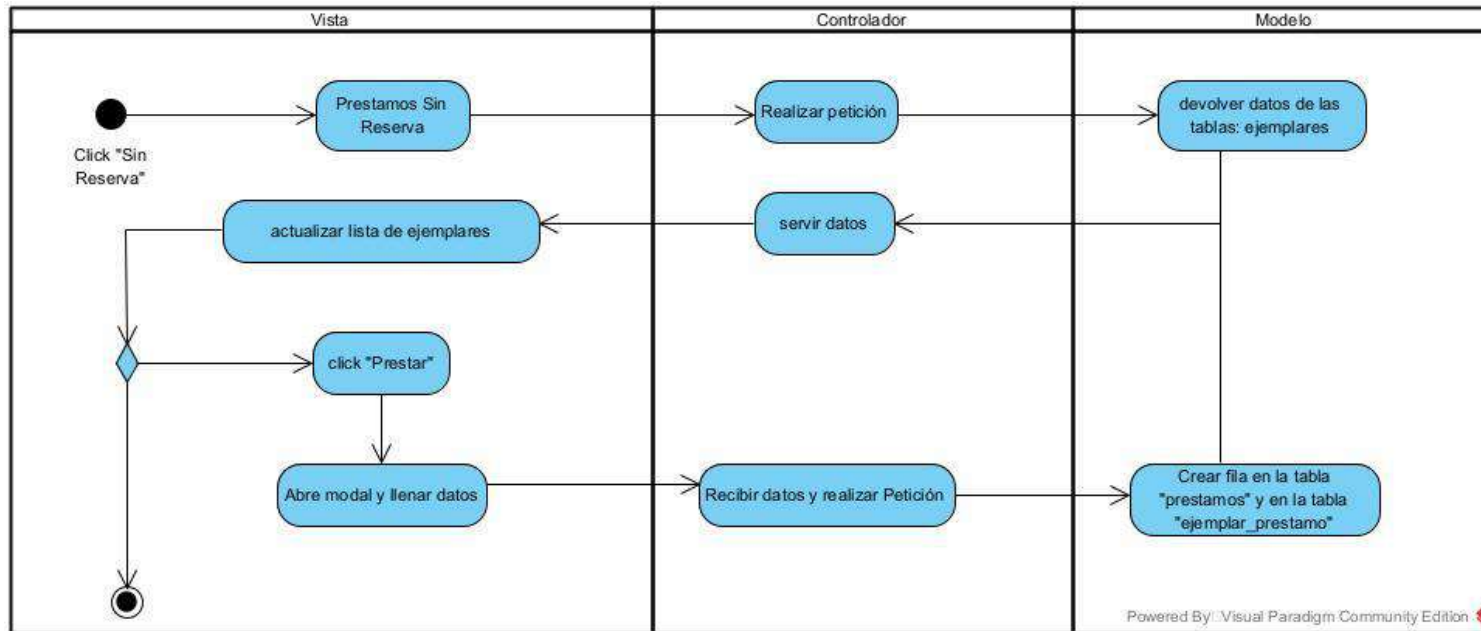 Vista
Controlador
Modelo
Prestamos Sin
Reserva
Realizar petición
devolver datos de las
tablas: ejemplares
Click "Sin
Reserva"
actualizar lista de ejemplares
servir datos
click "Prestar"
Abre modal y llenar datos
Recibir datos y realizar Petición
Crear fila en la tabla
"prestamos" y en la tabla
"ejemplar_prestamo"
Powered By Visual Paradigm Community Edition